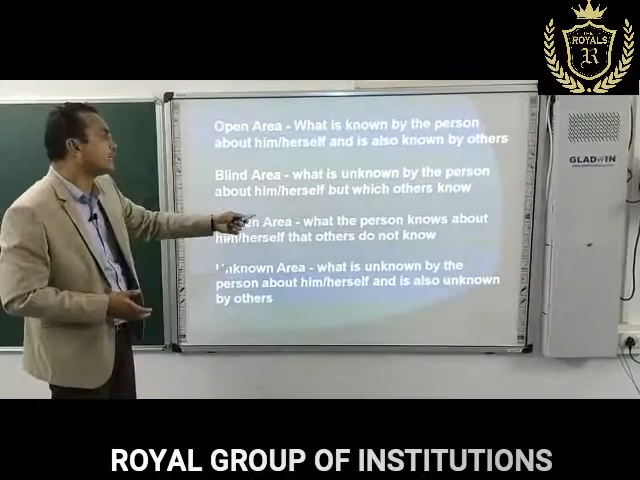 THE
ROYALS
R
Open Area - What is known by the person
about him/herself and is also known by others
Blind Area - what is unknown by the person
about him/herself but which others know
en Area - what the person knows about
him/herself that others do not know
Unknown Area - what is unknown by the
person about him/herself and is also unknown
by others
GLADWIN
ROYAL GROUP OF INSTITUTIONS